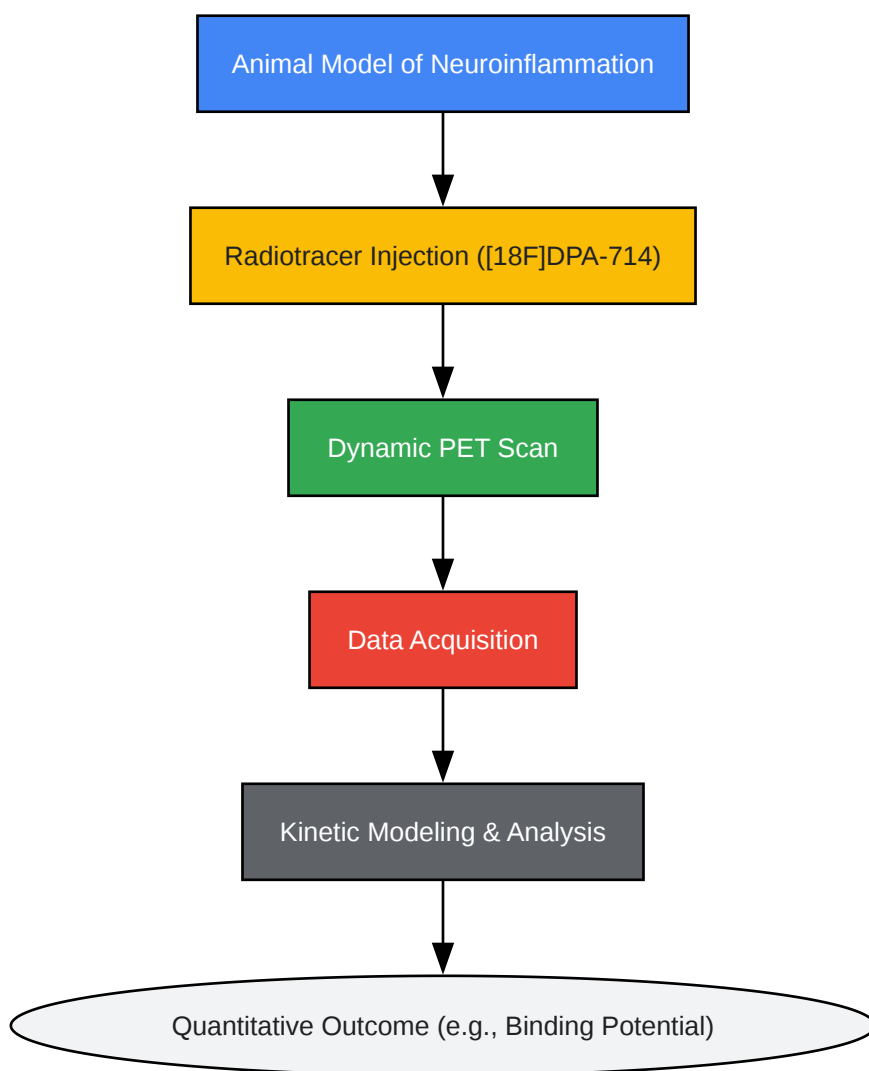 Animal Model of Neuroinflammation
Radiotracer Injection ([18F]DPA-714)
Dynamic PET Scan
Data Acquisition
Kinetic Modeling & Analysis
Quantitative Outcome (e.g., Binding Potential)